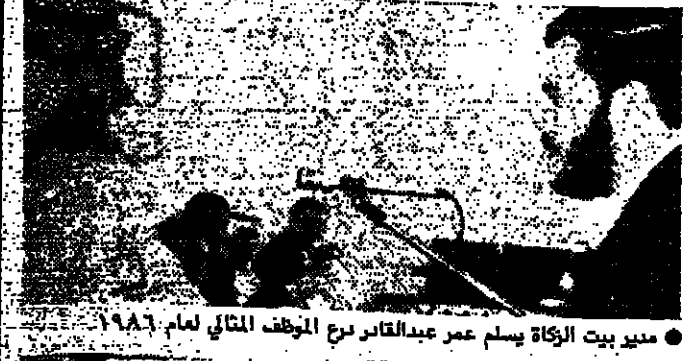 ● مدير بيت الزكاة يسلم عمر عبدالقادر درع الموظف المثالي لعام ١٩٨٦